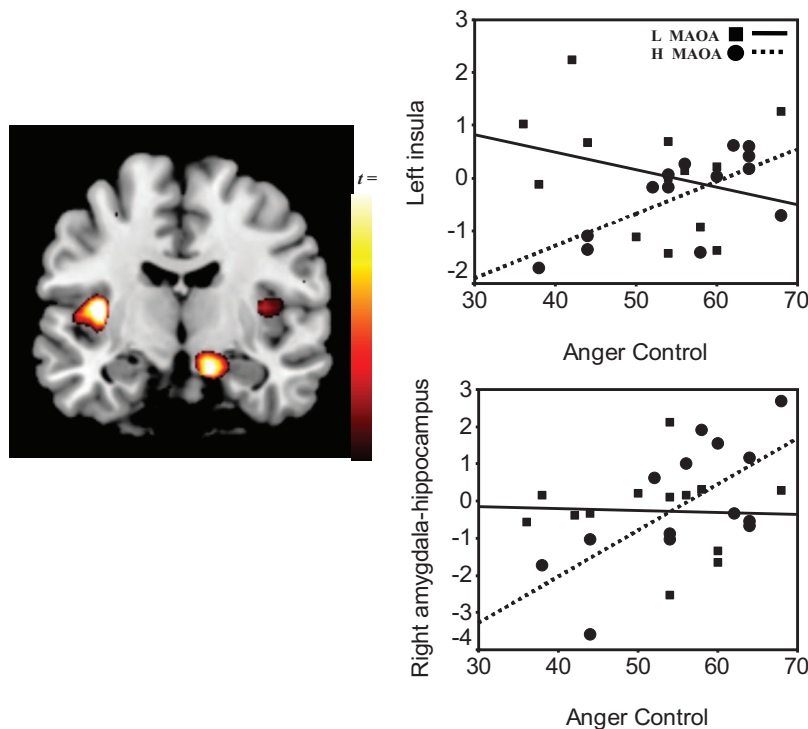 t =
3
L MAOA
H MAOA
2
1
0
-1
-2
30 40 50 60 70
Left insula
Anger Control
3
2
1
0
-1
-2
-3
-4
30 40 50 60 70
Right amygdala-hippocampus
Anger Control